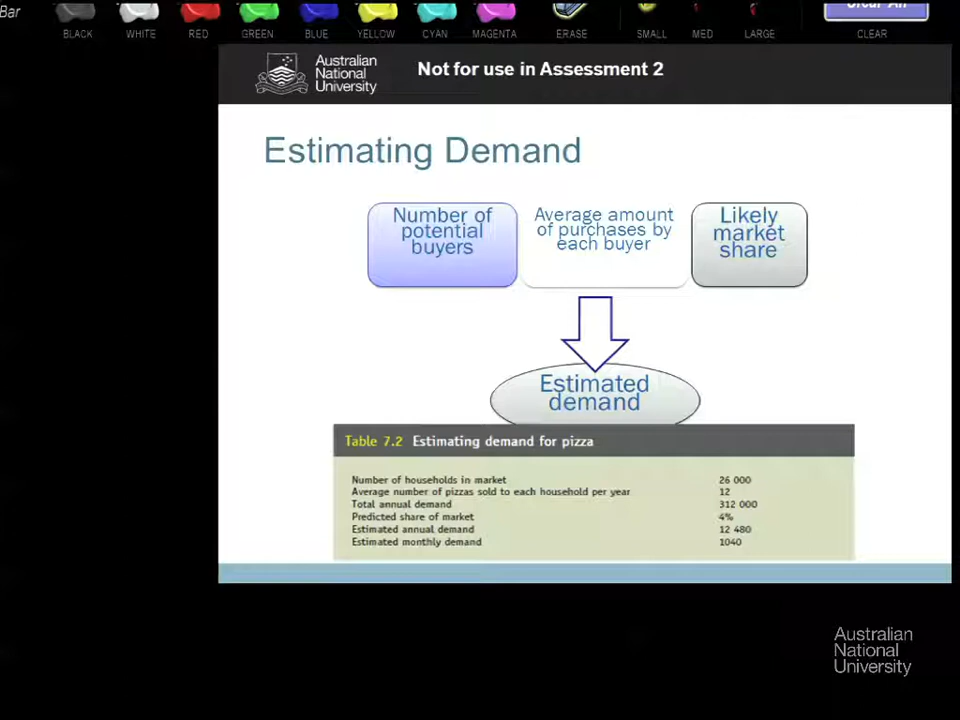 Bar
BLACK WHITE RED GREEN BLUE YELLOW CYAN MAGENTA ERASE SMALL MED LARGE CLEAR
Australian
National
University
Not for use in Assessment 2
Estimating Demand
Number of
potential
buyers
Average amount
of purchases by
each buyer
Likely
market
share
Estimated
demand
Table 7.2 Estimating demand for pizza
Number of households in market 26 000
Average number of pizzas sold to each household per year 12
Total annual demand 312 000
Predicted share of market 4%
Estimated annual demand 12 480
Estimated monthly demand 1040
Australian
National
University